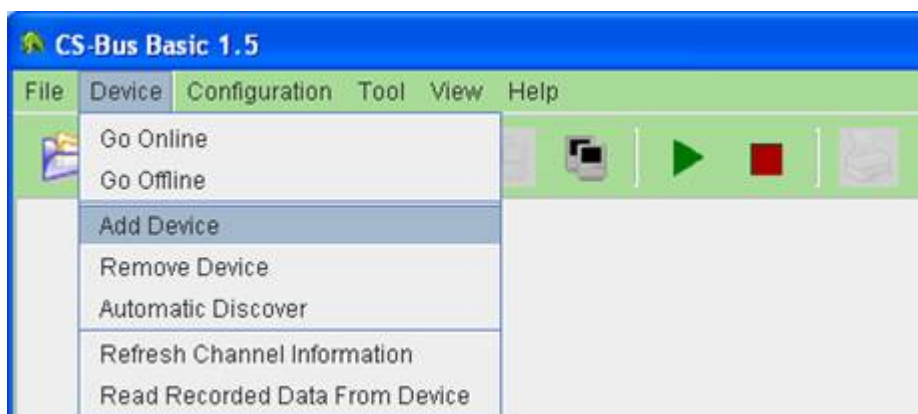 CS-Bus Basic 1.5
File Device Configuration Tool View Help
Go Online
Go Offline
Add Device
Remove Device
Automatic Discover
Refresh Channel Information
Read Recorded Data From Device